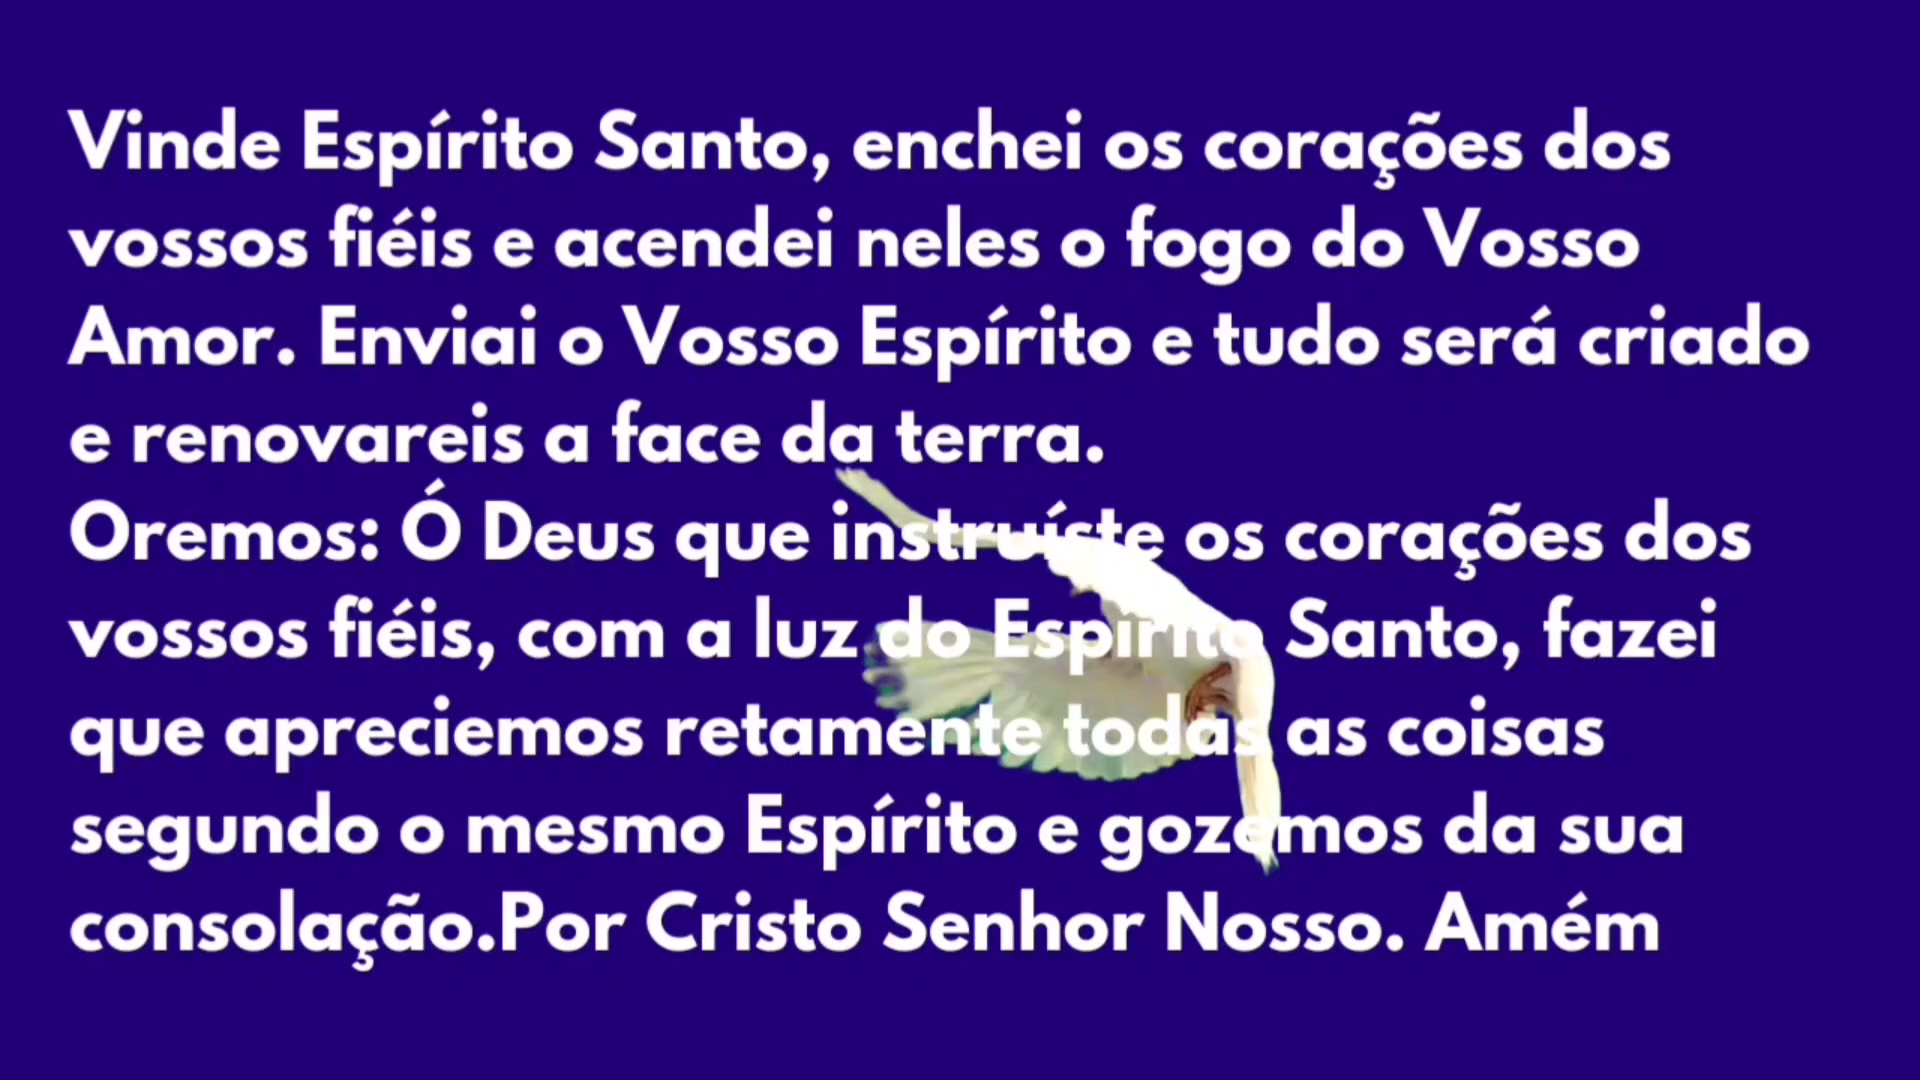 Vinde Espírito Santo, enchei os corações dos
vossos fiéis e acendei neles o fogo do Vosso
Amor. Enviai o Vosso Espírito e tudo será criado
e renovareis a face da terra.
Oremos: Ó Deus que instruíste os corações dos
vossos fiéis, com a luz do Espírito Santo, fazei
que apreciemos retamente todas as coisas
segundo o mesmo Espírito e gozemos da sua
consolação.Por Cristo Senhor Nosso. Amém